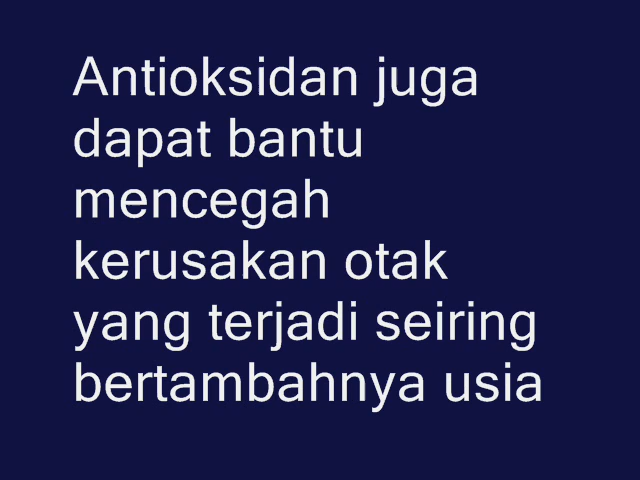 Antioksidan juga
dapat bantu
mencegah
kerusakan otak
yang terjadi seiring
bertambahnya usia